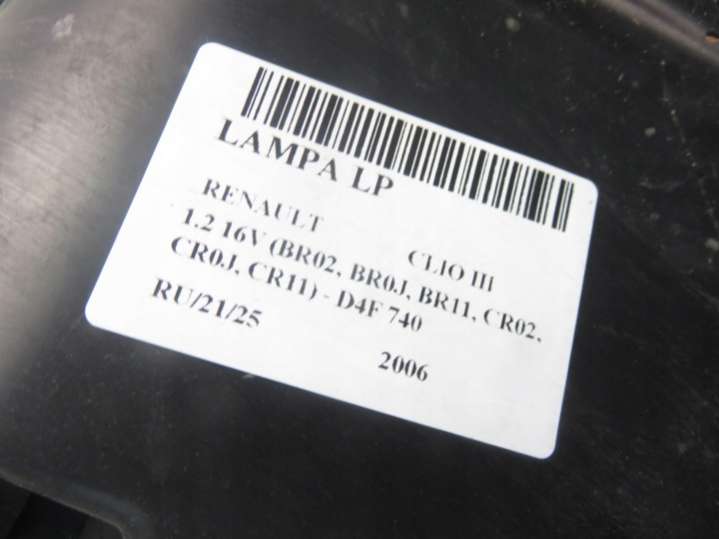 LAMPA LP
RENAULT CLIO III
1.2 16V (BR02, BR0J, BR11, CR02,
CR0J, CR11) - D4F 740
RU/21/25 2006